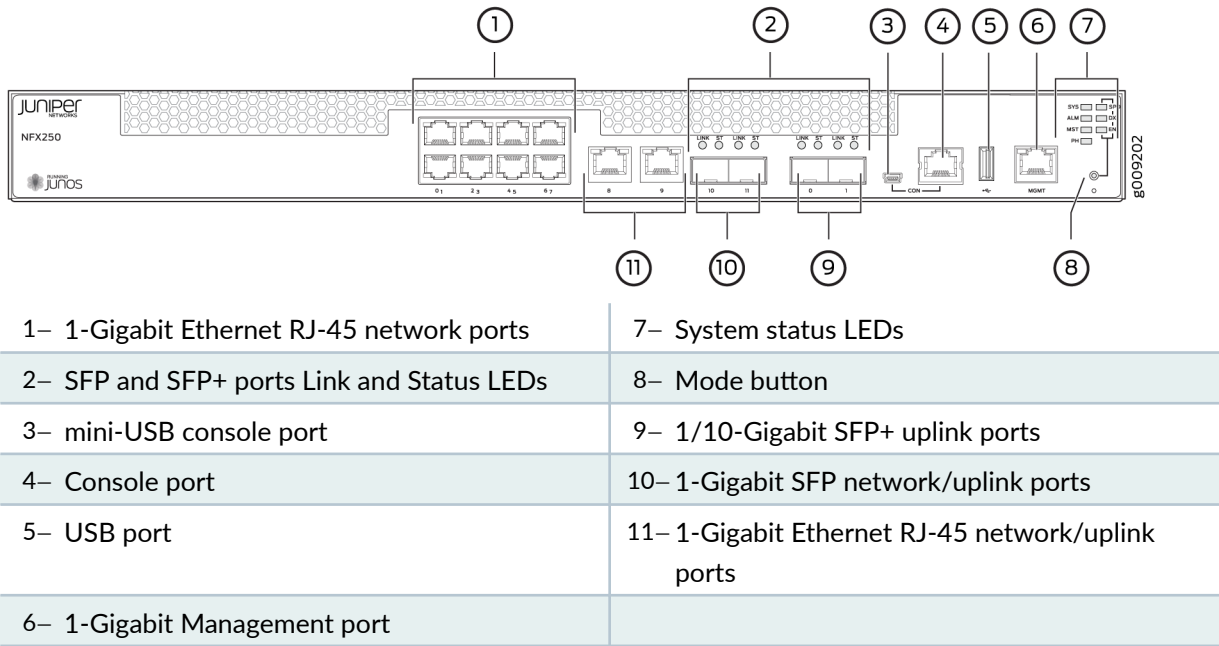 1
2
3
4
5
6
7
JUNIPEr
NETWORKS
NFX250
RUNNING
JUNOS
LINK ST LINK ST
LINK ST LINK ST
SYS
ALM
MST
PH
DX
EN
0 1
2 3
4 5
6 7
8
9
10
11
0
1
CON
MGMT
g009202
11
10
9
8
1– 1-Gigabit Ethernet RJ-45 network ports
7– System status LEDs
2– SFP and SFP+ ports Link and Status LEDs
8– Mode button
3– mini-USB console port
9– 1/10-Gigabit SFP+ uplink ports
4– Console port
10– 1-Gigabit SFP network/uplink ports
5– USB port
11– 1-Gigabit Ethernet RJ-45 network/uplink
ports
6– 1-Gigabit Management port